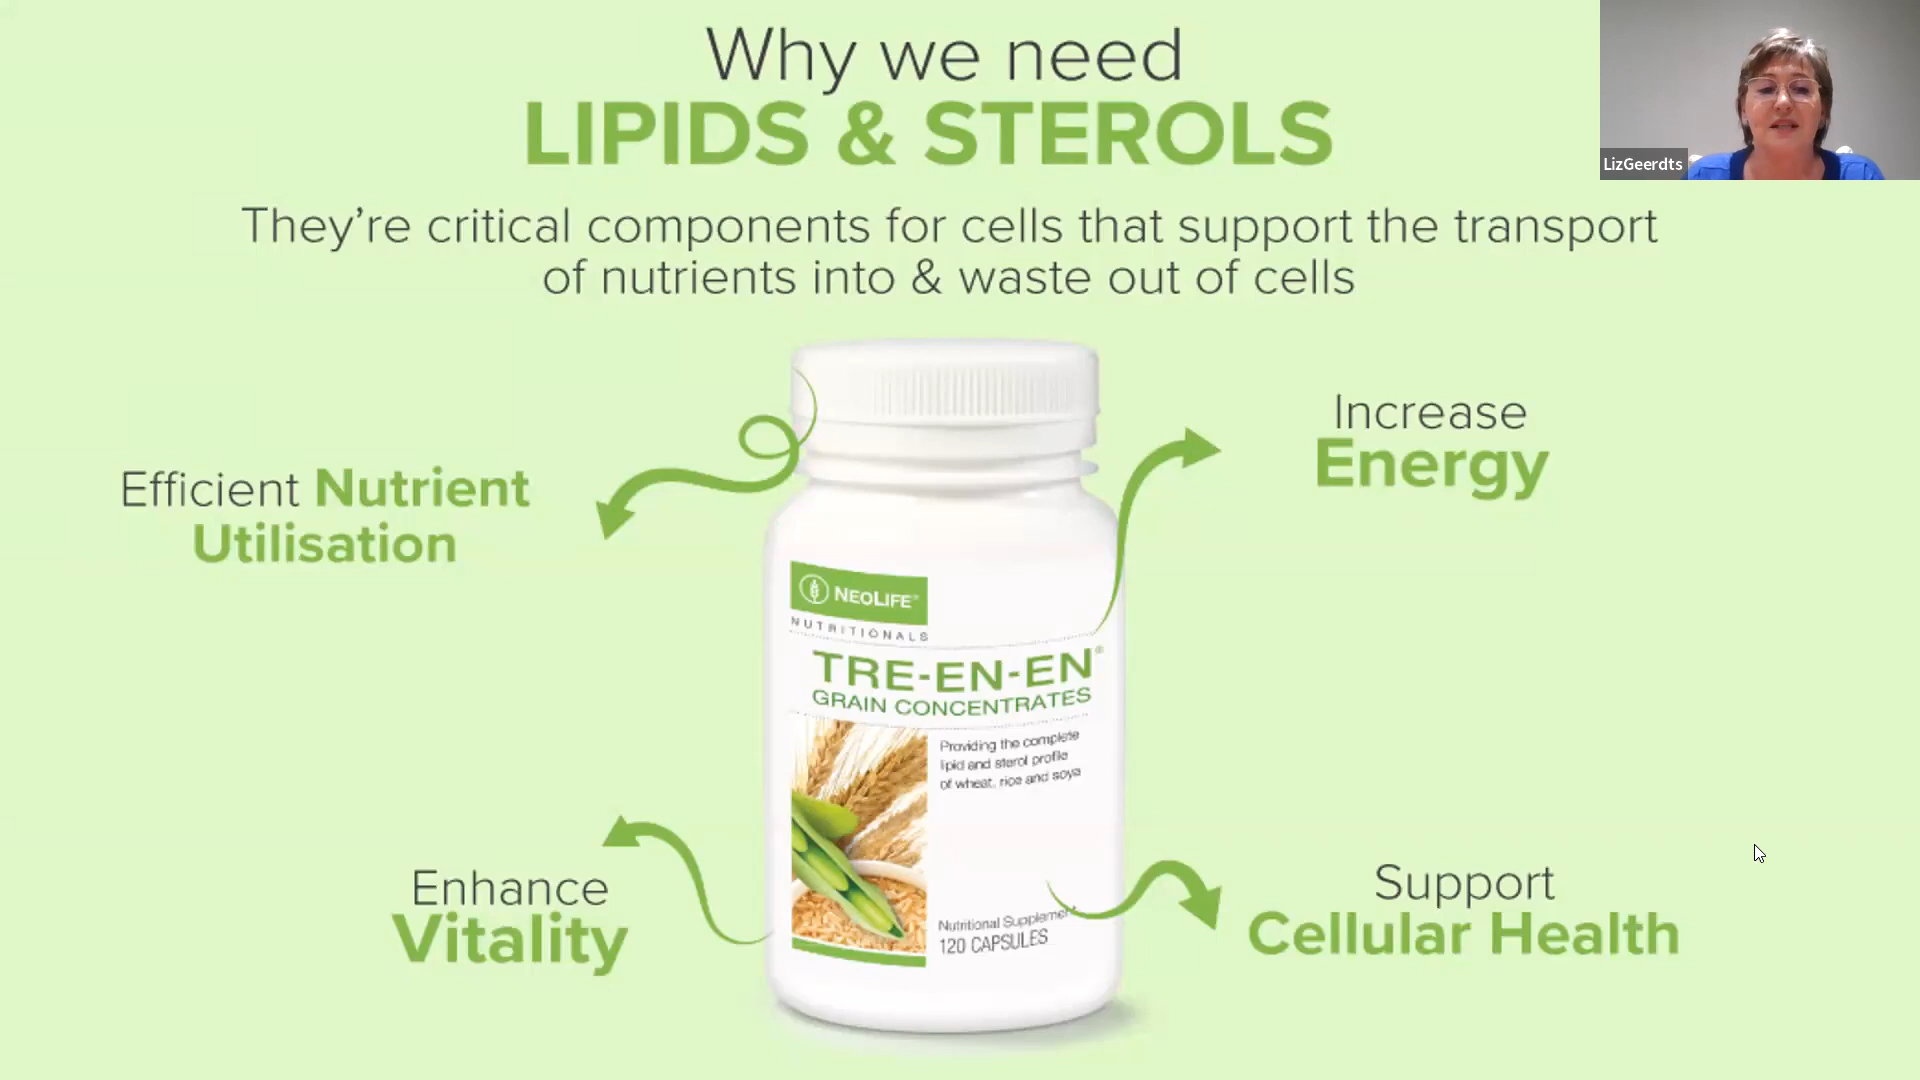 Why we need
LIPIDS & STEROLS
LizGeerdts
They're critical components for cells that support the transport
of nutrients into & waste out of cells
Efficient Nutrient
Utilisation
Increase
Energy
NEOLIFE®
NUTRITIONALS
TRE-EN-EN®
GRAIN CONCENTRATES
Providing the complete
lipid and sterol profile
of wheat, rice and soya
Nutritional Supplement
120 CAPSULES
Enhance
Vitality
Support
Cellular Health